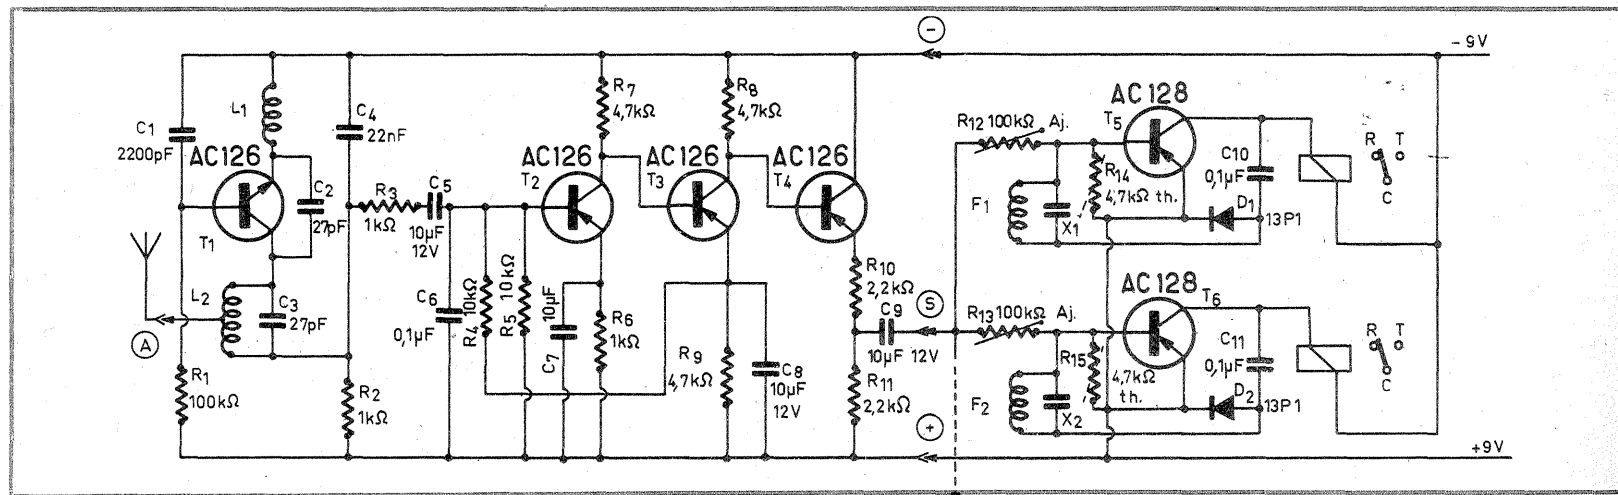 −
− 9V
C1
2200pF
L1
C4
22nF
AC126
T1
C2
27pF
R3
1kΩ
C5
10µF
12V
L2
C3
27pF
A
R1
100kΩ
R2
1kΩ
C6
0,1µF
R4 10kΩ
R5 10kΩ
R7
4,7kΩ
AC126
T2
C7 10µF
R6
1kΩ
R8
4,7kΩ
AC126
T3
R9
4,7kΩ
C8
10µF
12V
AC126
T4
R10
2,2kΩ
C9
10µF 12V
R11
2,2kΩ
S
+
R12 100kΩ Aj.
AC128
T5
R14
4,7kΩ th.
F1
X1
C10
0,1µF
D1
13P1
R T
C
R13 100kΩ Aj.
AC128
T6
R15
4,7kΩ
th.
F2
X2
C11
0,1µF
D2
13P1
R T
C
+9V